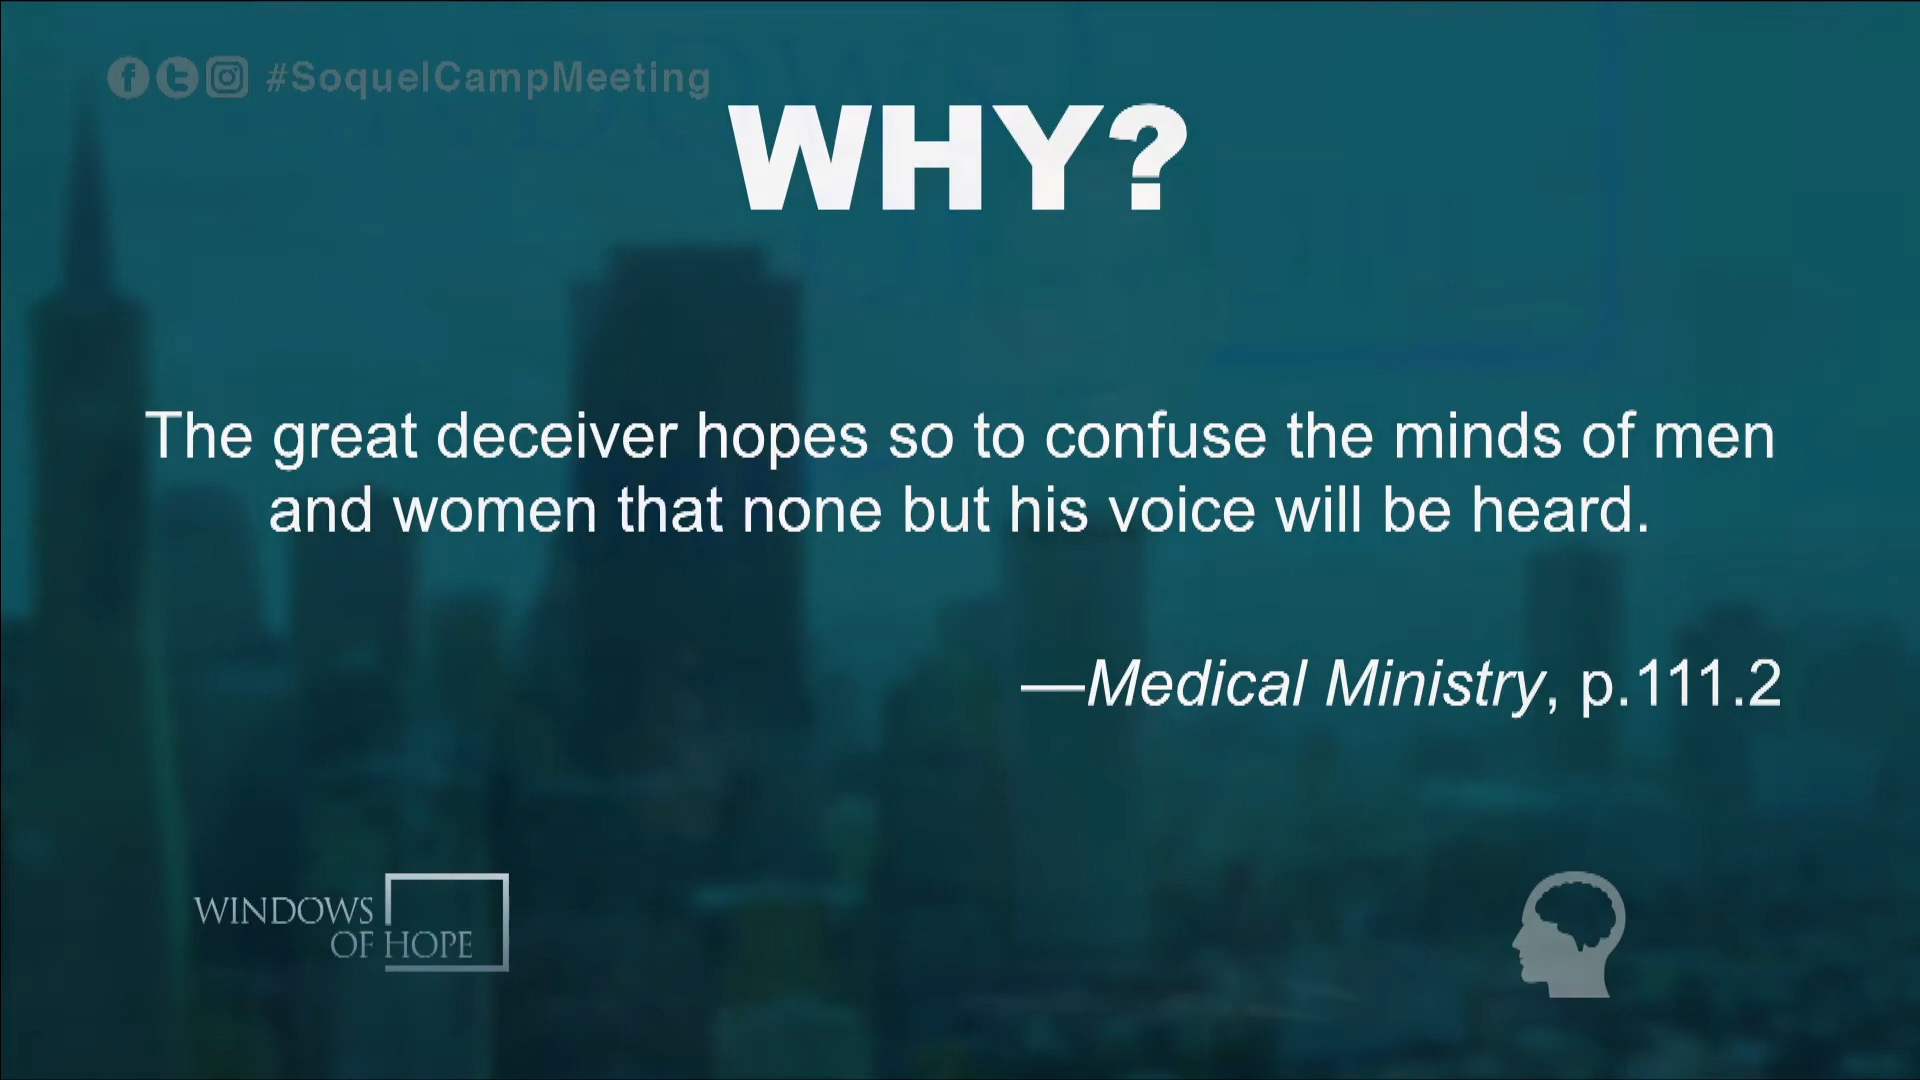 #SoquelCampMeeting
WHY?
The great deceiver hopes so to confuse the minds of men
and women that none but his voice will be heard.
—Medical Ministry, p.111.2
WINDOWS
OF HOPE